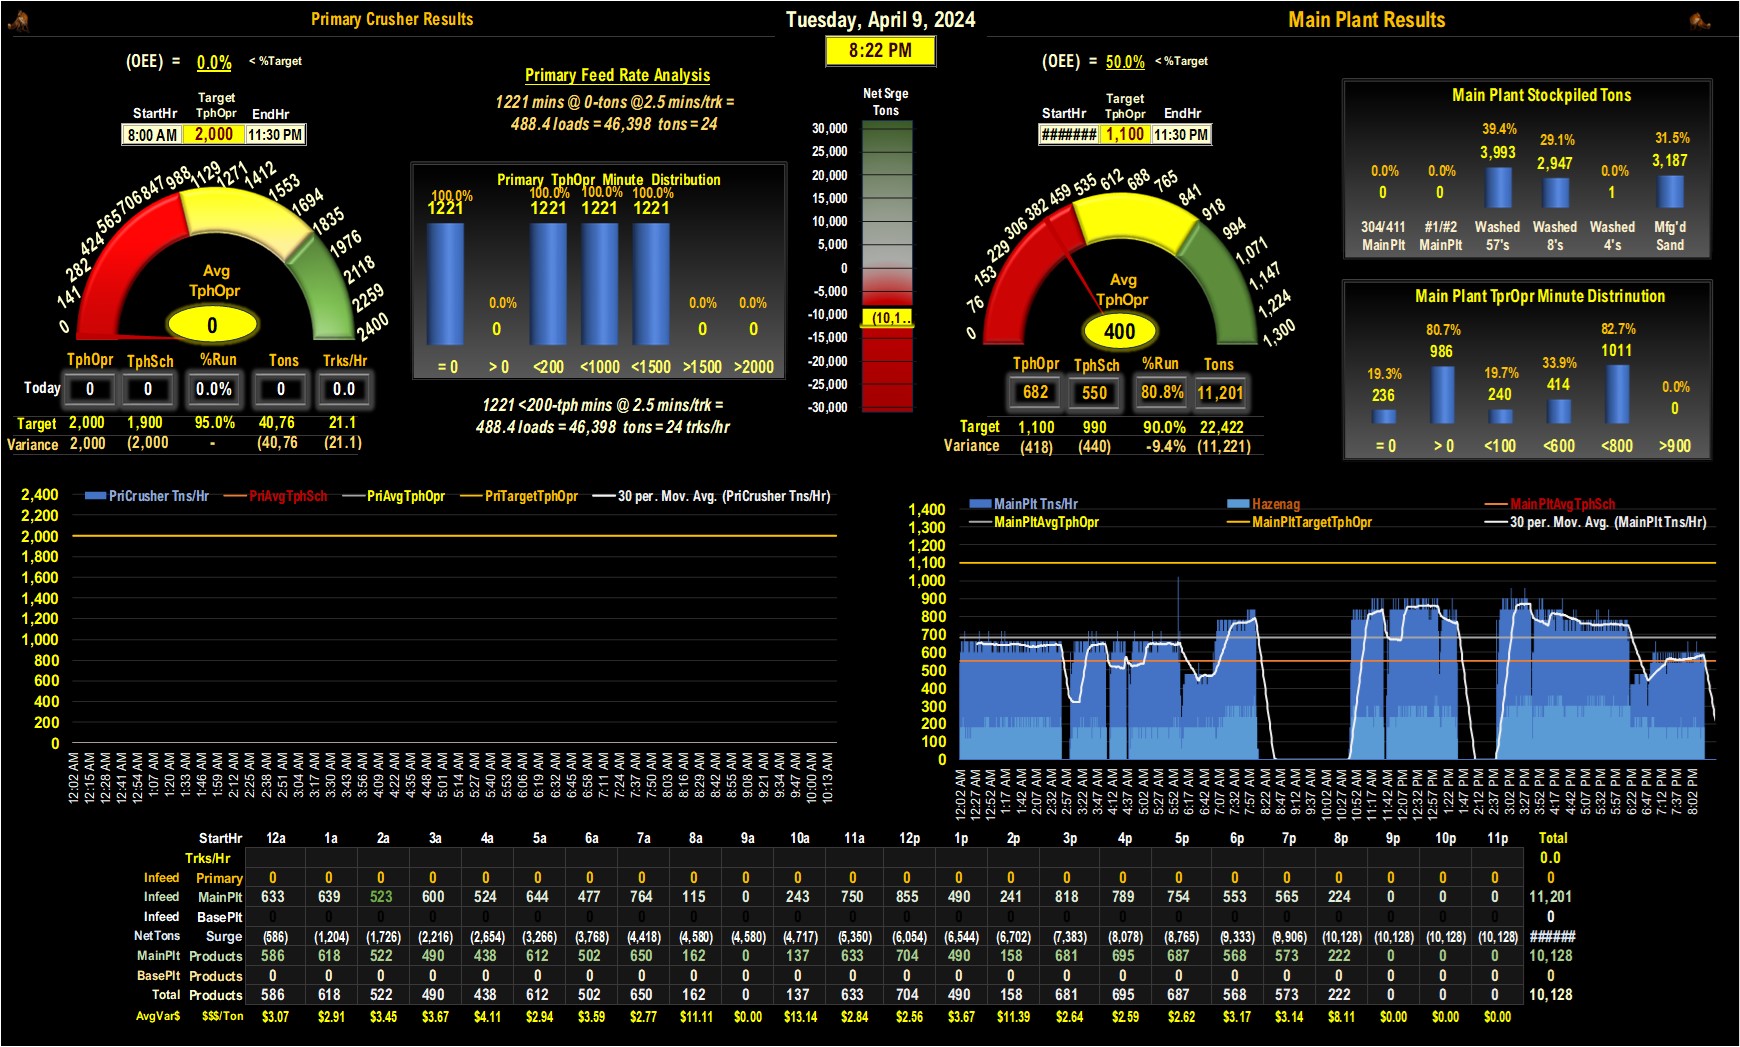 Primary Crusher Results
Tuesday, April 9, 2024
Main Plant Results
8:22 PM
(OEE) = 0.0% < %Target
StartHr Target TphOpr EndHr
8:00 AM 2,000 11:30 PM
0 141 282 424 565 706 847 988 1129 1271 1412 1553 1694 1835 1976 2118 2259 2400
Avg
TphOpr
0
TphOpr TphSch %Run Tons Trks/Hr
Today 0 0 0.0% 0 0.0
Target 2,000 1,900 95.0% 40,76 21.1
Variance 2,000 (2,000 - (40,76 (21.1)
Primary Feed Rate Analysis
1221 mins @ 0-tons @2.5 mins/trk =
488.4 loads = 46,398 tons = 24
Primary TphOpr Minute Distribution
100.0% 0.0% 100.0% 100.0% 100.0% 0.0% 0.0%
1221 0 1221 1221 1221 0 0
= 0 > 0 <200 <1000 <1500 >1500 >2000
1221 <200-tph mins @ 2.5 mins/trk =
488.4 loads = 46,398 tons = 24 trks/hr
Net Srge
Tons
30,000
25,000
20,000
15,000
10,000
5,000
0
-5,000
-10,000
-15,000
-20,000
-25,000
-30,000
(10,1..
(OEE) = 50.0% < %Target
StartHr Target TphOpr EndHr
####### 1,100 11:30 PM
0 76 153 229 306 382 459 535 612 688 765 841 918 994 1,071 1,147 1,224 1,300
Avg
TphOpr
400
TphOpr TphSch %Run Tons
682 550 80.8% 11,201
Target 1,100 990 90.0% 22,422
Variance (418) (440) -9.4% (11,221)
Main Plant Stockpiled Tons
0.0% 0.0% 39.4% 29.1% 0.0% 31.5%
0 0 3,993 2,947 1 3,187
304/411 #1/#2 Washed Washed Washed Mfg'd
MainPlt MainPlt 57's 8's 4's Sand
Main Plant TprOpr Minute Distrinution
19.3% 80.7% 19.7% 33.9% 82.7% 0.0%
236 986 240 414 1011 0
= 0 > 0 <100 <600 <800 >900
PriCrusher Tns/Hr PriAvgTphSch PriAvgTphOpr PriTargetTphOpr 30 per. Mov. Avg. (PriCrusher Tns/Hr)
2,400
2,200
2,000
1,800
1,600
1,400
1,200
1,000
800
600
400
200
0
12:02 AM 12:15 AM 12:28 AM 12:41 AM 12:54 AM 1:07 AM 1:20 AM 1:33 AM 1:46 AM 1:59 AM 2:12 AM 2:25 AM 2:38 AM 2:51 AM 3:04 AM 3:17 AM 3:30 AM 3:43 AM 3:56 AM 4:09 AM 4:22 AM 4:35 AM 4:48 AM 5:01 AM 5:14 AM 5:27 AM 5:40 AM 5:53 AM 6:06 AM 6:19 AM 6:32 AM 6:45 AM 6:58 AM 7:11 AM 7:24 AM 7:37 AM 7:50 AM 8:03 AM 8:16 AM 8:29 AM 8:42 AM 8:55 AM 9:08 AM 9:21 AM 9:34 AM 9:47 AM 10:00 AM 10:13 AM
MainPlt Tns/Hr Hazenag MainPltAvgTphSch
MainPltAvgTphOpr MainPltTargetTphOpr 30 per. Mov. Avg. (MainPlt Tns/Hr)
1,400
1,300
1,200
1,100
1,000
900
800
700
600
500
400
300
200
100
0
12:02 AM 12:27 AM 12:52 AM 1:17 AM 1:42 AM 2:07 AM 2:32 AM 2:57 AM 3:22 AM 3:47 AM 4:12 AM 4:37 AM 5:02 AM 5:27 AM 5:52 AM 6:17 AM 6:42 AM 7:07 AM 7:32 AM 7:57 AM 8:22 AM 8:47 AM 9:12 AM 9:37 AM 10:02 AM 10:27 AM 10:52 AM 11:17 AM 11:42 AM 12:07 PM 12:32 PM 12:57 PM 1:22 PM 1:47 PM 2:12 PM 2:37 PM 3:02 PM 3:27 PM 3:52 PM 4:17 PM 4:42 PM 5:07 PM 5:32 PM 5:57 PM 6:22 PM 6:47 PM 7:12 PM 7:37 PM 8:02 PM
StartHr 12a 1a 2a 3a 4a 5a 6a 7a 8a 9a 10a 11a 12p 1p 2p 3p 4p 5p 6p 7p 8p 9p 10p 11p Total
Trks/Hr 0.0
Infeed Primary 0 0 0 0 0 0 0 0 0 0 0 0 0 0 0 0 0 0 0 0 0 0 0 0 0
Infeed MainPlt 633 639 523 600 524 644 477 764 115 0 243 750 855 490 241 818 789 754 553 565 224 0 0 0 11,201
Infeed BasePlt 0 0 0 0 0 0 0 0 0 0 0 0 0 0 0 0 0 0 0 0 0 0 0 0 0
NetTons Surge (586) (1,204) (1,726) (2,216) (2,654) (3,266) (3,768) (4,418) (4,580) (4,580) (4,717) (5,350) (6,054) (6,544) (6,702) (7,383) (8,078) (8,765) (9,333) (9,906) (10,128) (10,128) (10,128) (10,128) ######
MainPlt Products 586 618 522 490 438 612 502 650 162 0 137 633 704 490 158 681 695 687 568 573 222 0 0 0 10,128
BasePlt Products 0 0 0 0 0 0 0 0 0 0 0 0 0 0 0 0 0 0 0 0 0 0 0 0 0
Total Products 586 618 522 490 438 612 502 650 162 0 137 633 704 490 158 681 695 687 568 573 222 0 0 0 10,128
AvgVar$ $$$/Ton $3.07 $2.91 $3.45 $3.67 $4.11 $2.94 $3.59 $2.77 $11.11 $0.00 $13.14 $2.84 $2.56 $3.67 $11.39 $2.64 $2.59 $2.62 $3.17 $3.14 $8.11 $0.00 $0.00 $0.00